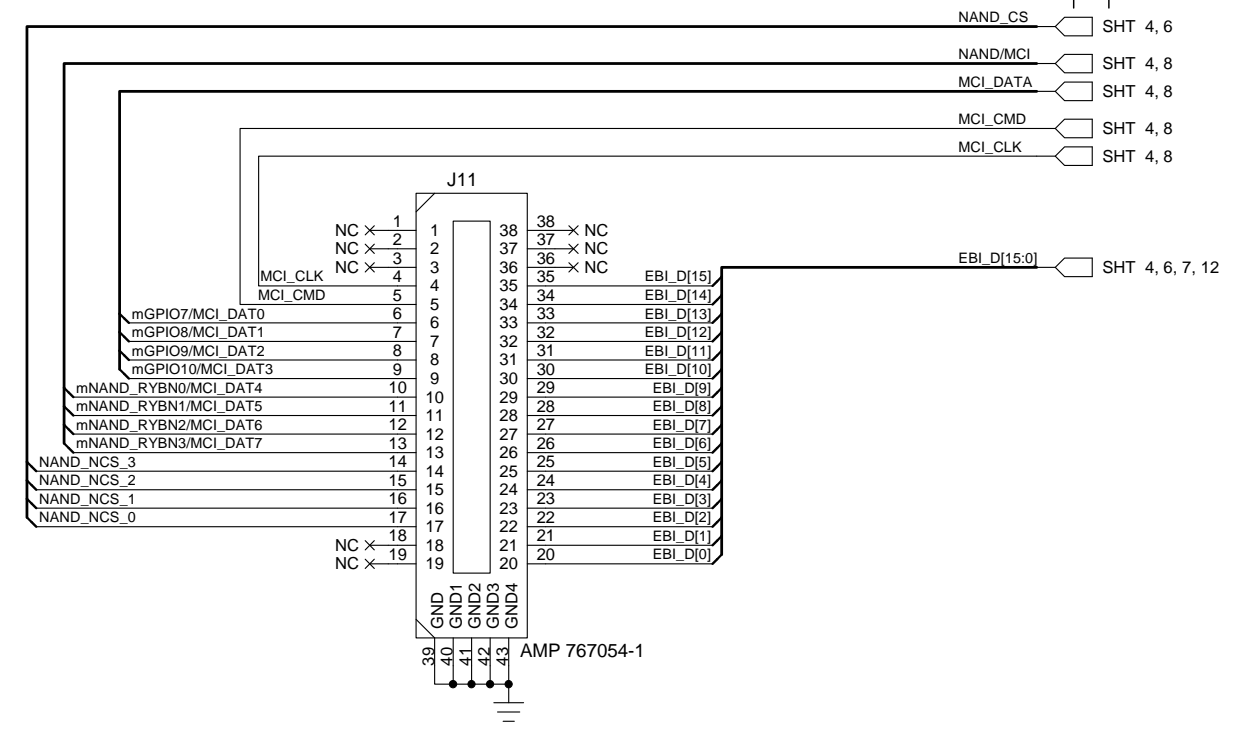 NAND_CS SHT 4, 6
NAND/MCI SHT 4, 8
MCI_DATA SHT 4, 8
MCI_CMD SHT 4, 8
MCI_CLK SHT 4, 8
J11
NC 1 1 38 38 NC
NC 2 2 37 37 NC
NC 3 3 36 36 NC
EBI_D[15:0] SHT 4, 6, 7, 12
MCI_CLK 4 4 35 35 EBI_D[15]
MCI_CMD 5 5 34 34 EBI_D[14]
mGPIO7/MCI_DAT0 6 6 33 33 EBI_D[13]
mGPIO8/MCI_DAT1 7 7 32 32 EBI_D[12]
mGPIO9/MCI_DAT2 8 8 31 31 EBI_D[11]
mGPIO10/MCI_DAT3 9 9 30 30 EBI_D[10]
mNAND_RYBN0/MCI_DAT4 10 10 29 29 EBI_D[9]
mNAND_RYBN1/MCI_DAT5 11 11 28 28 EBI_D[8]
mNAND_RYBN2/MCI_DAT6 12 12 27 27 EBI_D[7]
mNAND_RYBN3/MCI_DAT7 13 13 26 26 EBI_D[6]
NAND_NCS_3 14 14 25 25 EBI_D[5]
NAND_NCS_2 15 15 24 24 EBI_D[4]
NAND_NCS_1 16 16 23 23 EBI_D[3]
NAND_NCS_0 17 17 22 22 EBI_D[2]
NC 18 18 21 21 EBI_D[1]
NC 19 19 20 20 EBI_D[0]
GND GND1 GND2 GND3 GND4
39 40 41 42 43
AMP 767054-1